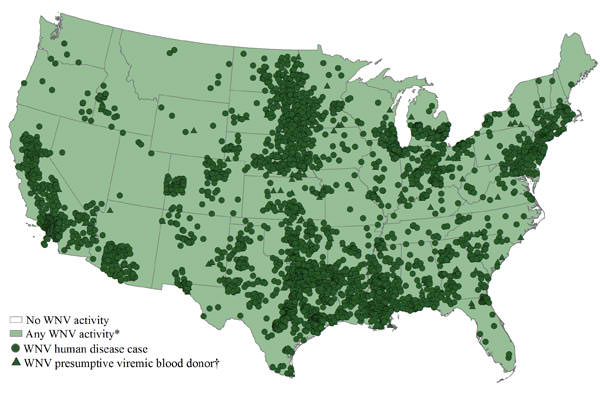 No WNV activity
Any WNV activity*
WNV human disease case
WNV presumptive viremic blood donor†